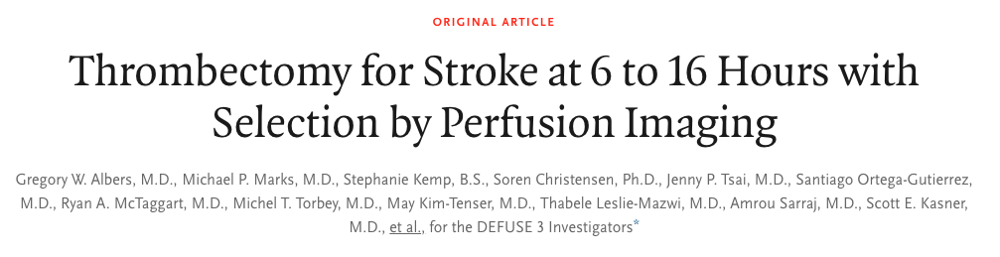 ORIGINAL ARTICLE
Thrombectomy for Stroke at 6 to 16 Hours with
Selection by Perfusion Imaging
Gregory W. Albers, M.D., Michael P. Marks, M.D., Stephanie Kemp, B.S., Soren Christensen, Ph.D., Jenny P. Tsai, M.D., Santiago Ortega-Gutierrez,
M.D., Ryan A. McTaggart, M.D., Michel T. Torbey, M.D., May Kim-Tenser, M.D., Thabele Leslie-Mazwi, M.D., Amrou Sarraj, M.D., Scott E. Kasner,
M.D., et al., for the DEFUSE 3 Investigators*